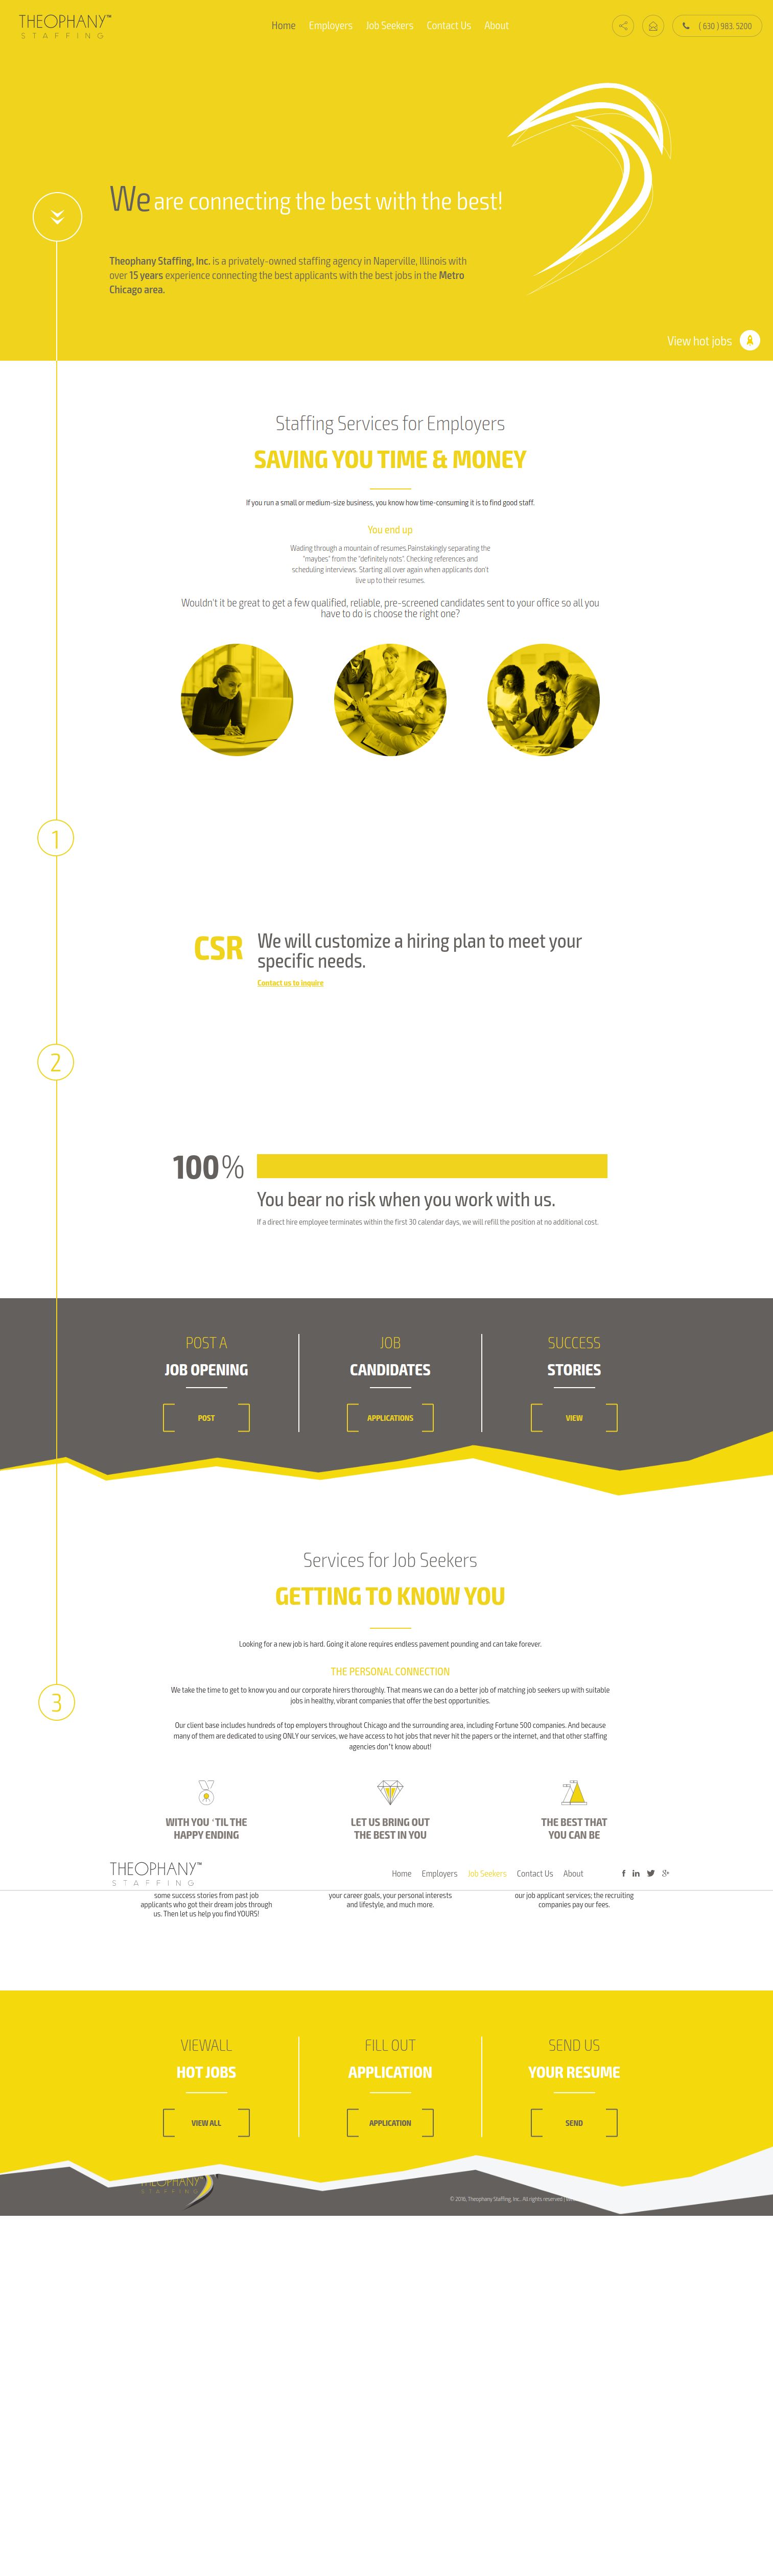 THEOPHANY™
STAFFING
Home Employers Job Seekers Contact Us About
( 630 ) 983. 5200
We are connecting the best with the best!
Theophany Staffing, Inc. is a privately-owned staffing agency in Naperville, Illinois with
over 15 years experience connecting the best applicants with the best jobs in the Metro
Chicago area.
View hot jobs
Staffing Services for Employers
SAVING YOU TIME & MONEY
If you run a small or medium-size business, you know how time-consuming it is to find good staff.
You end up
Wading through a mountain of resumes.Painstakingly separating the
"maybes" from the "definitely nots". Checking references and
scheduling interviews. Starting all over again when applicants don't
live up to their resumes.
Wouldn't it be great to get a few qualified, reliable, pre-screened candidates sent to your office so all you
have to do is choose the right one?
1
CSR
We will customize a hiring plan to meet your
specific needs.
Contact us to inquire
2
100%
You bear no risk when you work with us.
If a direct hire employee terminates within the first 30 calendar days, we will refill the position at no additional cost.
POST A
JOB OPENING
POST
JOB
CANDIDATES
APPLICATIONS
SUCCESS
STORIES
VIEW
Services for Job Seekers
GETTING TO KNOW YOU
Looking for a new job is hard. Going it alone requires endless pavement pounding and can take forever.
THE PERSONAL CONNECTION
We take the time to get to know you and our corporate hirers thoroughly. That means we can do a better job of matching job seekers up with suitable
jobs in healthy, vibrant companies that offer the best opportunities.
3
Our client base includes hundreds of top employers throughout Chicago and the surrounding area, including Fortune 500 companies. And because
many of them are dedicated to using ONLY our services, we have access to hot jobs that never hit the papers or the internet, and that other staffing
agencies don't know about!
WITH YOU 'TIL THE
HAPPY ENDING
LET US BRING OUT
THE BEST IN YOU
THE BEST THAT
YOU CAN BE
THEOPHANY™
STAFFING
Home Employers Job Seekers Contact Us About
some success stories from past job
applicants who got their dream jobs through
us. Then let us help you find YOURS!
your career goals, your personal interests
and lifestyle, and much more.
our job applicant services; the recruiting
companies pay our fees.
VIEWALL
HOT JOBS
VIEW ALL
FILL OUT
APPLICATION
APPLICATION
SEND US
YOUR RESUME
SEND
THEOPHANY
STAFFING
© 2016, Theophany Staffing, Inc.. All rights reserved |